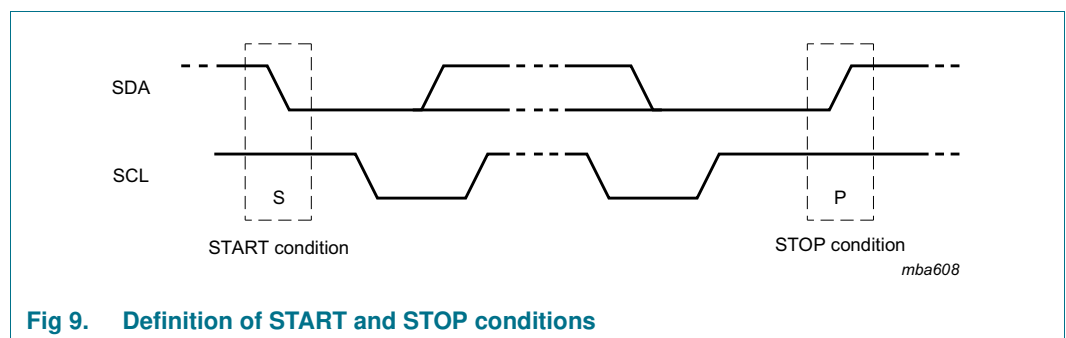 SDA
SCL
S
P
START condition
STOP condition
mba608
Fig 9. Definition of START and STOP conditions